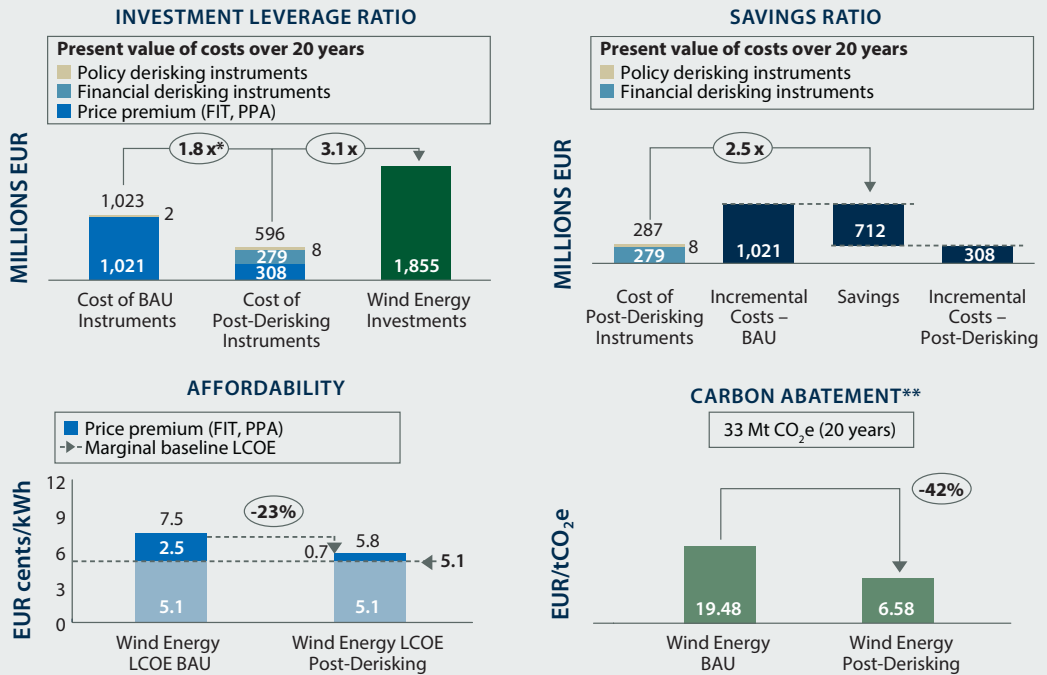 INVESTMENT LEVERAGE RATIO
Present value of costs over 20 years
Policy derisking instruments
Financial derisking instruments
Price premium (FIT, PPA)
MILLIONS EUR
1.8 x*
3.1 x
1,023
2
1,021
596
8
279
308
1,855
Cost of BAU
Instruments
Cost of
Post-Derisking
Instruments
Wind Energy
Investments
SAVINGS RATIO
Present value of costs over 20 years
Policy derisking instruments
Financial derisking instruments
MILLIONS EUR
2.5 x
287
8
279
1,021
712
308
Cost of
Post-Derisking
Instruments
Incremental
Costs –
BAU
Savings
Incremental
Costs –
Post-Derisking
AFFORDABILITY
Price premium (FIT, PPA)
Marginal baseline LCOE
EUR cents/kWh
12
9
6
3
0
7.5
2.5
5.1
-23%
0.7
5.8
5.1
5.1
Wind Energy
LCOE BAU
Wind Energy LCOE
Post-Derisking
CARBON ABATEMENT**
33 Mt CO₂e (20 years)
EUR/tCO₂e
-42%
19.48
6.58
Wind Energy
BAU
Wind Energy
Post-Derisking